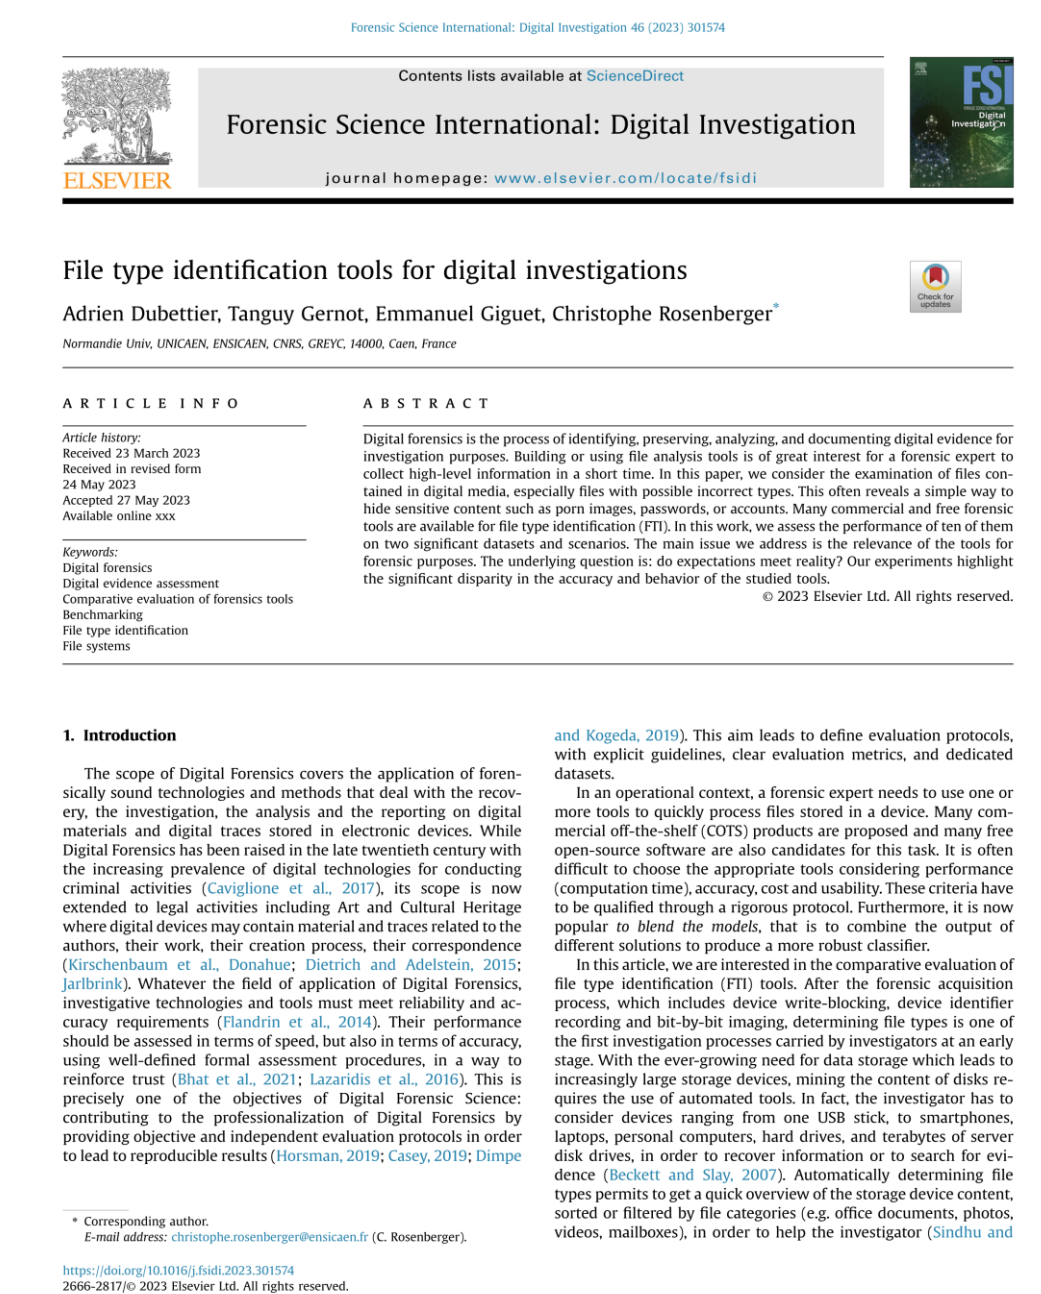 Forensic Science International: Digital Investigation 46 (2023) 301574
Contents lists available at ScienceDirect
Forensic Science International: Digital Investigation
journal homepage: www.elsevier.com/locate/fsidi
ELSEVIER
FSI
Digital
Investigation
File type identification tools for digital investigations
Check for
updates
Adrien Dubettier, Tanguy Gernot, Emmanuel Giguet, Christophe Rosenberger*
Normandie Univ, UNICAEN, ENSICAEN, CNRS, GREYC, 14000, Caen, France
ARTICLE INFO
Article history:
Received 23 March 2023
Received in revised form
24 May 2023
Accepted 27 May 2023
Available online xxx
Keywords:
Digital forensics
Digital evidence assessment
Comparative evaluation of forensics tools
Benchmarking
File type identification
File systems
ABSTRACT
Digital forensics is the process of identifying, preserving, analyzing, and documenting digital evidence for
investigation purposes. Building or using file analysis tools is of great interest for a forensic expert to
collect high-level information in a short time. In this paper, we consider the examination of files con-
tained in digital media, especially files with possible incorrect types. This often reveals a simple way to
hide sensitive content such as porn images, passwords, or accounts. Many commercial and free forensic
tools are available for file type identification (FTI). In this work, we assess the performance of ten of them
on two significant datasets and scenarios. The main issue we address is the relevance of the tools for
forensic purposes. The underlying question is: do expectations meet reality? Our experiments highlight
the significant disparity in the accuracy and behavior of the studied tools.
© 2023 Elsevier Ltd. All rights reserved.
1. Introduction
The scope of Digital Forensics covers the application of foren-
sically sound technologies and methods that deal with the recov-
ery, the investigation, the analysis and the reporting on digital
materials and digital traces stored in electronic devices. While
Digital Forensics has been raised in the late twentieth century with
the increasing prevalence of digital technologies for conducting
criminal activities (Caviglione et al., 2017), its scope is now
extended to legal activities including Art and Cultural Heritage
where digital devices may contain material and traces related to the
authors, their work, their creation process, their correspondence
(Kirschenbaum et al., Donahue; Dietrich and Adelstein, 2015;
Jarlbrink). Whatever the field of application of Digital Forensics,
investigative technologies and tools must meet reliability and ac-
curacy requirements (Flandrin et al., 2014). Their performance
should be assessed in terms of speed, but also in terms of accuracy,
using well-defined formal assessment procedures, in a way to
reinforce trust (Bhat et al., 2021; Lazaridis et al., 2016). This is
precisely one of the objectives of Digital Forensic Science:
contributing to the professionalization of Digital Forensics by
providing objective and independent evaluation protocols in order
to lead to reproducible results (Horsman, 2019; Casey, 2019; Dimpe
and Kogeda, 2019). This aim leads to define evaluation protocols,
with explicit guidelines, clear evaluation metrics, and dedicated
datasets.
In an operational context, a forensic expert needs to use one or
more tools to quickly process files stored in a device. Many com-
mercial off-the-shelf (COTS) products are proposed and many free
open-source software are also candidates for this task. It is often
difficult to choose the appropriate tools considering performance
(computation time), accuracy, cost and usability. These criteria have
to be qualified through a rigorous protocol. Furthermore, it is now
popular to blend the models, that is to combine the output of
different solutions to produce a more robust classifier.
In this article, we are interested in the comparative evaluation of
file type identification (FTI) tools. After the forensic acquisition
process, which includes device write-blocking, device identifier
recording and bit-by-bit imaging, determining file types is one of
the first investigation processes carried by investigators at an early
stage. With the ever-growing need for data storage which leads to
increasingly large storage devices, mining the content of disks re-
quires the use of automated tools. In fact, the investigator has to
consider devices ranging from one USB stick, to smartphones,
laptops, personal computers, hard drives, and terabytes of server
disk drives, in order to recover information or to search for evi-
dence (Beckett and Slay, 2007). Automatically determining file
types permits to get a quick overview of the storage device content,
sorted or filtered by file categories (e.g. office documents, photos,
videos, mailboxes), in order to help the investigator (Sindhu and
* Corresponding author.
E-mail address: christophe.rosenberger@ensicaen.fr (C. Rosenberger).
https://doi.org/10.1016/j.fsidi.2023.301574
2666-2817/© 2023 Elsevier Ltd. All rights reserved.